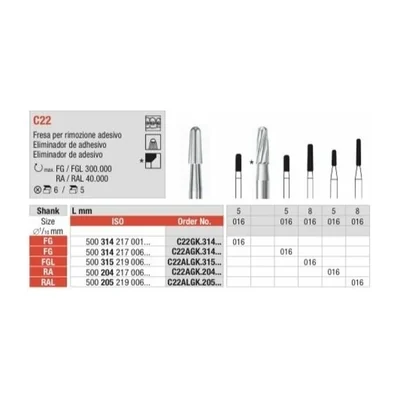 C22
Fresa per rimozione adesivo
Eliminador de adhesivo
Eliminador de adesivo
max. FG / FGL 300.000
RA / RAL 40.000
6 / 5
Shank L mm 5 5 8 5 8
Size ISO Order No. 016 016 016 016 016
Ø 1/10 mm
FG 500 314 217 001... C22GK.314... 016
FG 500 314 217 006... C22AGK.314... 016
FGL 500 315 219 006... C22ALGK.315... 016
RA 500 204 217 006... C22AGK.204... 016
RAL 500 205 219 006... C22ALGK.205... 016